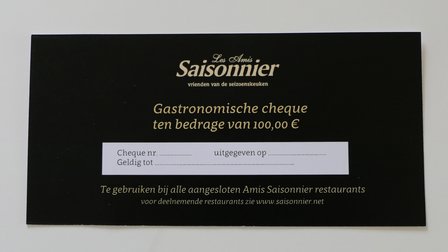 Les Amis
Saisonnier
vrienden van de seizoenskeuken
Gastronomische cheque
ten bedrage van 100,00 €
Cheque nr ............... uitgegeven op ...........................
Geldig tot .................................................................
Te gebruiken bij alle aangesloten Amis Saisonnier restaurants
voor deelnemende restaurants zie www.saisonnier.net